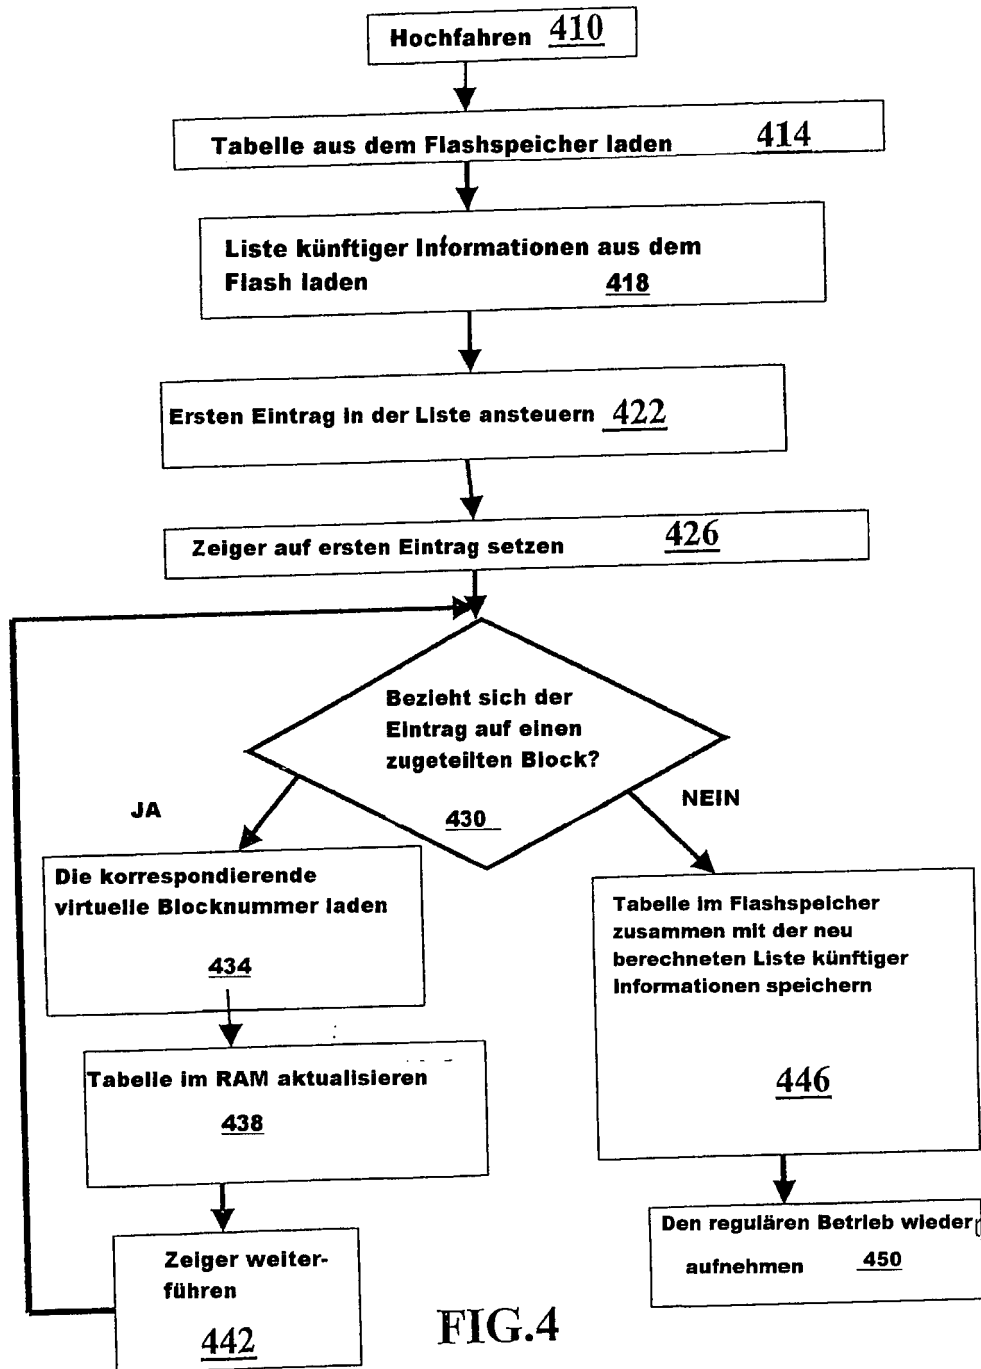 Hochfahren 410
Tabelle aus dem Flashspeicher laden 414
Liste künftiger Informationen aus dem
Flash laden 418
Ersten Eintrag in der Liste ansteuern 422
Zeiger auf ersten Eintrag setzen 426
Bezieht sich der
Eintrag auf einen
zugeteilten Block?
430
JA
NEIN
Die korrespondierende
virtuelle Blocknummer laden
434
Tabelle im RAM aktualisieren
438
Zeiger weiter-
führen
442
Tabelle im Flashspeicher
zusammen mit der neu
berechneten Liste künftiger
Informationen speichern
446
Den regulären Betrieb wieder
aufnehmen 450
FIG.4